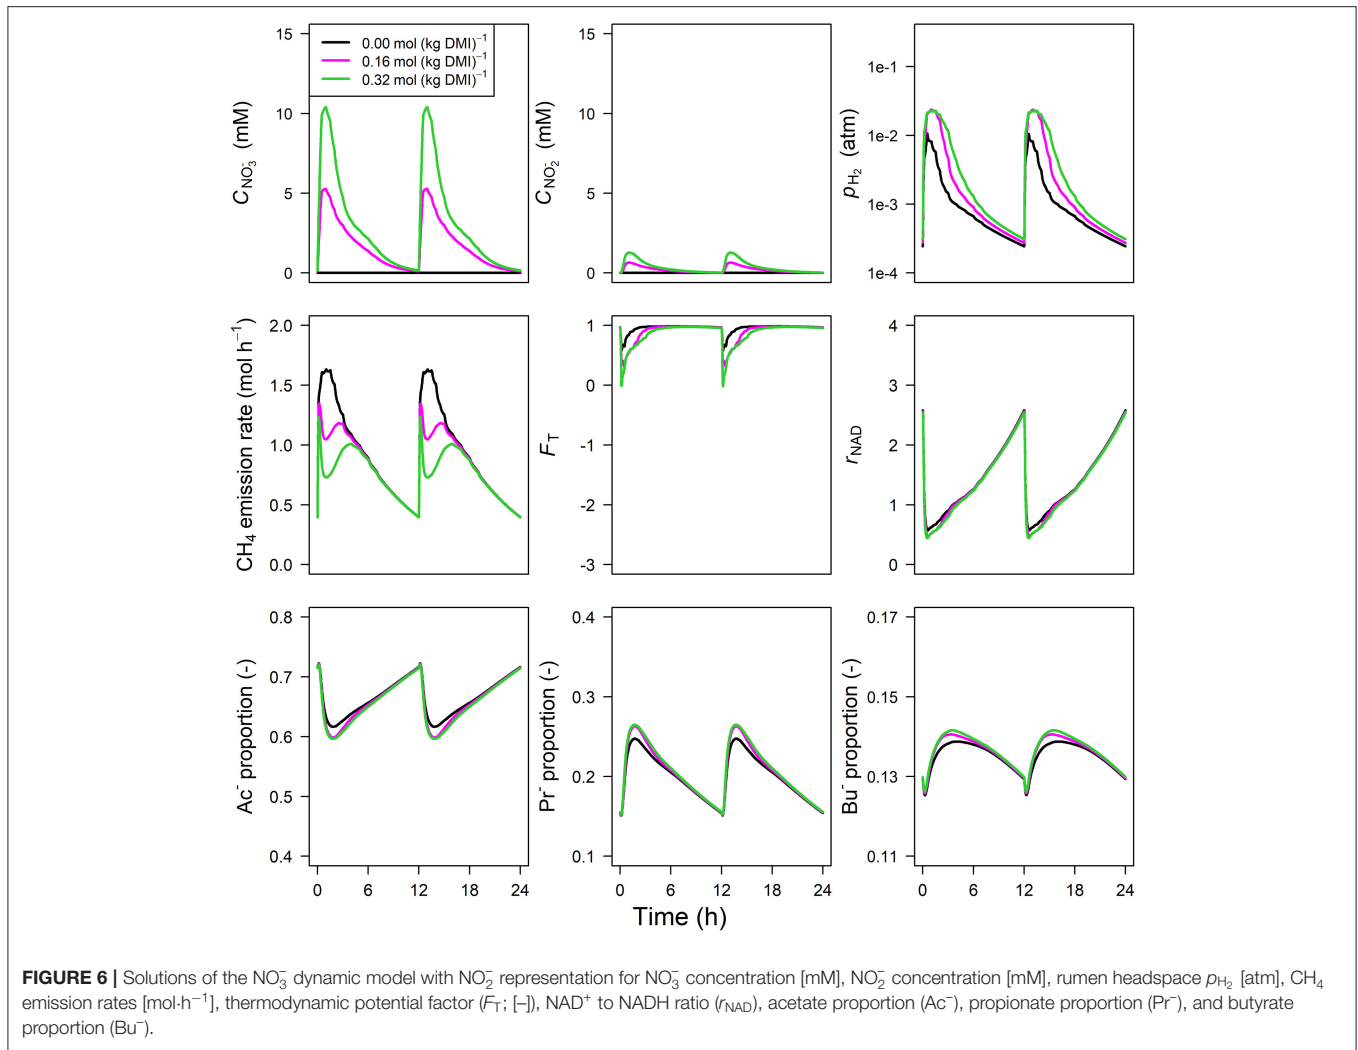 0.00 mol (kg DMI)⁻¹
0.16 mol (kg DMI)⁻¹
0.32 mol (kg DMI)⁻¹
C_NO₃⁻ (mM)
15
10
5
0
C_NO₂⁻ (mM)
15
10
5
0
p_H₂ (atm)
1e-1
1e-2
1e-3
1e-4
CH₄ emission rate (mol h⁻¹)
2.0
1.5
1.0
0.5
0.0
F_T
1
0
-1
-2
-3
r_NAD
4
3
2
1
0
Ac⁻ proportion (-)
0.8
0.7
0.6
0.5
0.4
0 6 12 18 24
Pr⁻ proportion (-)
0.4
0.3
0.2
0.1
0 6 12 18 24
Bu⁻ proportion (-)
0.17
0.15
0.13
0.11
0 6 12 18 24
Time (h)
FIGURE 6 | Solutions of the NO₃⁻ dynamic model with NO₂⁻ representation for NO₃⁻ concentration [mM], NO₂⁻ concentration [mM], rumen headspace p_H₂ [atm], CH₄
emission rates [mol·h⁻¹], thermodynamic potential factor (F_T; [–]), NAD⁺ to NADH ratio (r_NAD), acetate proportion (Ac⁻), propionate proportion (Pr⁻), and butyrate
proportion (Bu⁻).